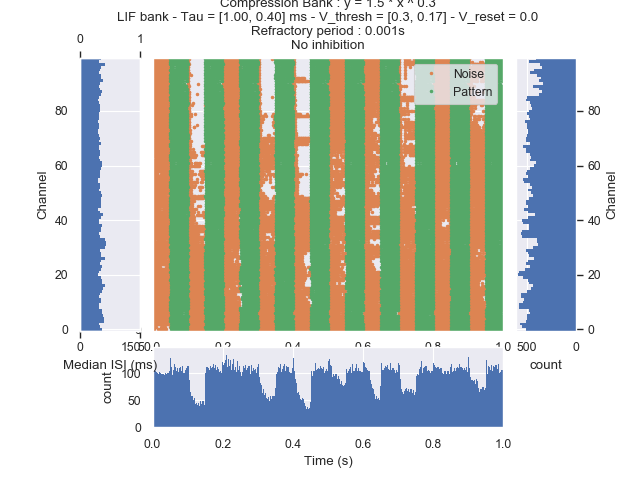 Compression Bank : y = 1.5 * x ^ 0.3
LIF bank - Tau = [1.00, 0.40] ms - V_thresh = [0.3, 0.17] - V_reset = 0.0
Refractory period : 0.001s
No inhibition
0 1
Noise
Pattern
80
60
40
20
0
Channel
80
60
40
20
0
Channel
0
0.2 0.4 0.6 0.8
500 0
Median ISI (ms)
count
100
50
0
count
0.0 0.2 0.4 0.6 0.8 1.0
Time (s)